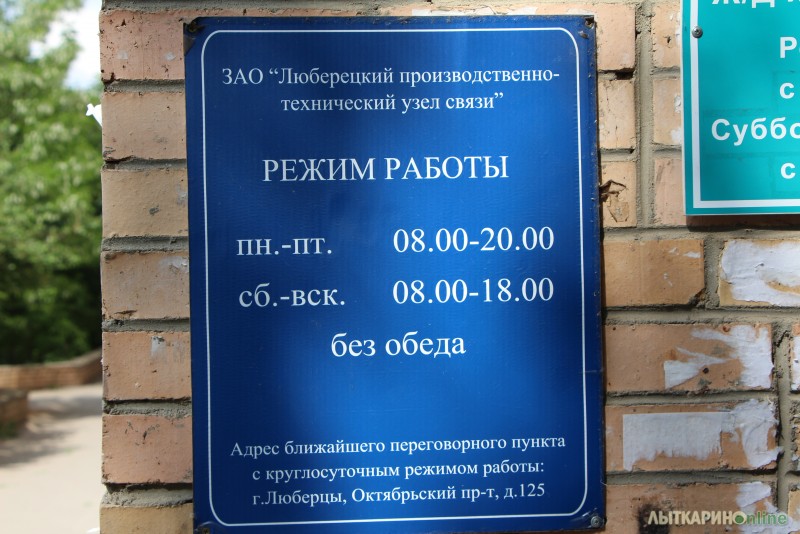 ЗАО “Люберецкий производственно-
технический узел связи”
РЕЖИМ РАБОТЫ
пн.-пт. 08.00-20.00
сб.-вск. 08.00-18.00
без обеда
Адрес ближайшего переговорного пункта
с круглосуточным режимом работы:
г.Люберцы, Октябрьский пр-т, д.125
с
Суббо
с
ЛЫТКАРИНОonline